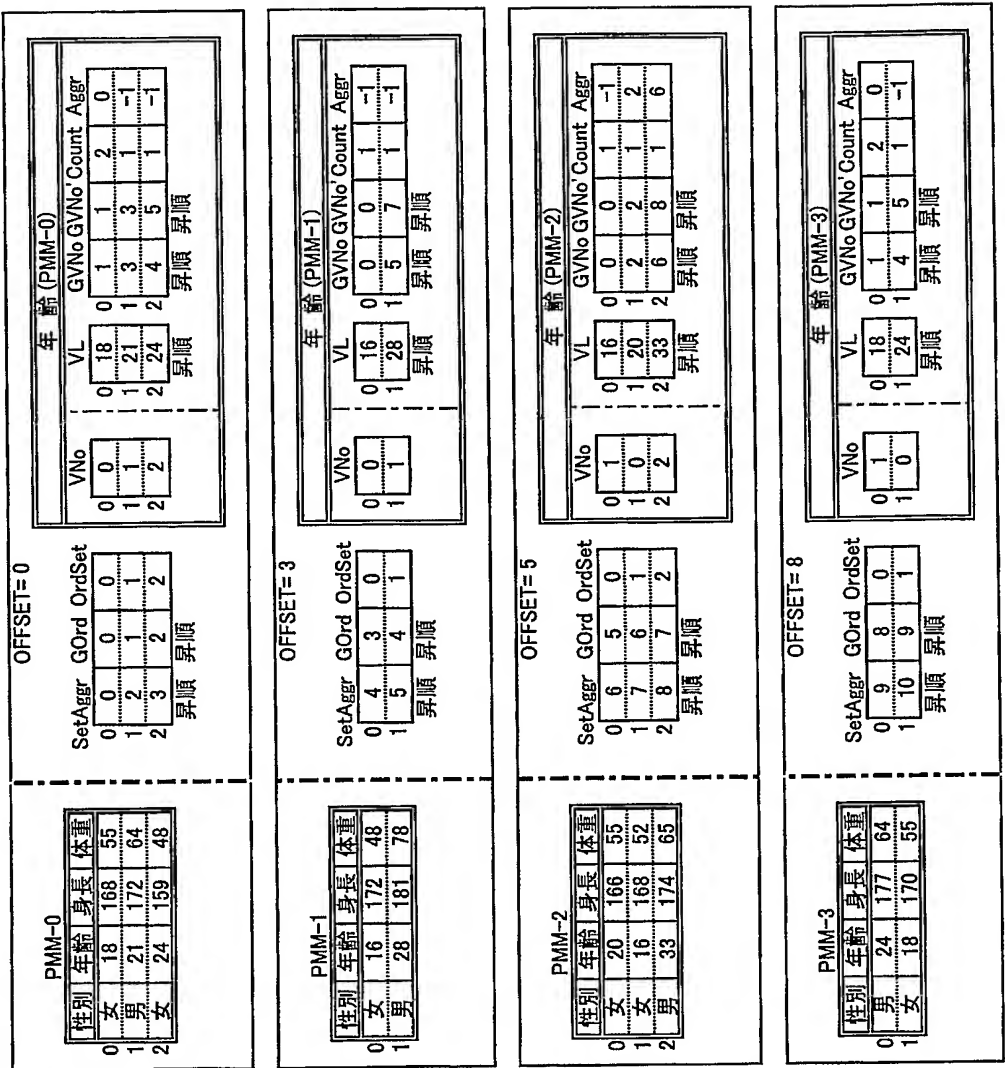 PMM-0
性別 年齢 身長 体重
0 女 18 168 55
1 男 21 172 64
2 女 24 159 48
OFFSET= 0
SetAggr GOrd OrdSet
0 0 0 0
1 2 1 1
2 3 2 2
昇順 昇順
年 齢 (PMM-0)
VNo VL GVNo GVNo' Count Aggr
0 0 0 18 0 1 1 2 0
1 1 1 21 1 3 3 1 -1
2 2 2 24 2 4 5 1 -1
昇順 昇順 昇順
PMM-1
性別 年齢 身長 体重
0 女 16 172 48
1 男 28 181 78
OFFSET= 3
SetAggr GOrd OrdSet
0 4 3 0
1 5 4 1
昇順 昇順
年 齢 (PMM-1)
VNo VL GVNo GVNo' Count Aggr
0 0 0 16 0 0 0 1 -1
1 1 1 28 1 5 7 1 -1
昇順 昇順 昇順
PMM-2
性別 年齢 身長 体重
0 女 20 166 55
1 女 16 168 52
2 男 33 174 65
OFFSET= 5
SetAggr GOrd OrdSet
0 6 5 0
1 7 6 1
2 8 7 2
昇順 昇順
年 齢 (PMM-2)
VNo VL GVNo GVNo' Count Aggr
0 1 0 16 0 0 0 1 -1
1 0 1 20 1 2 2 1 2
2 2 2 33 2 6 8 1 6
昇順 昇順 昇順
PMM-3
性別 年齢 身長 体重
0 男 24 177 64
1 女 18 170 55
OFFSET= 8
SetAggr GOrd OrdSet
0 9 8 0
1 10 9 1
昇順 昇順
年 齢 (PMM-3)
VNo VL GVNo GVNo' Count Aggr
0 1 0 18 0 1 1 2 0
1 0 1 24 1 4 5 1 -1
昇順 昇順 昇順